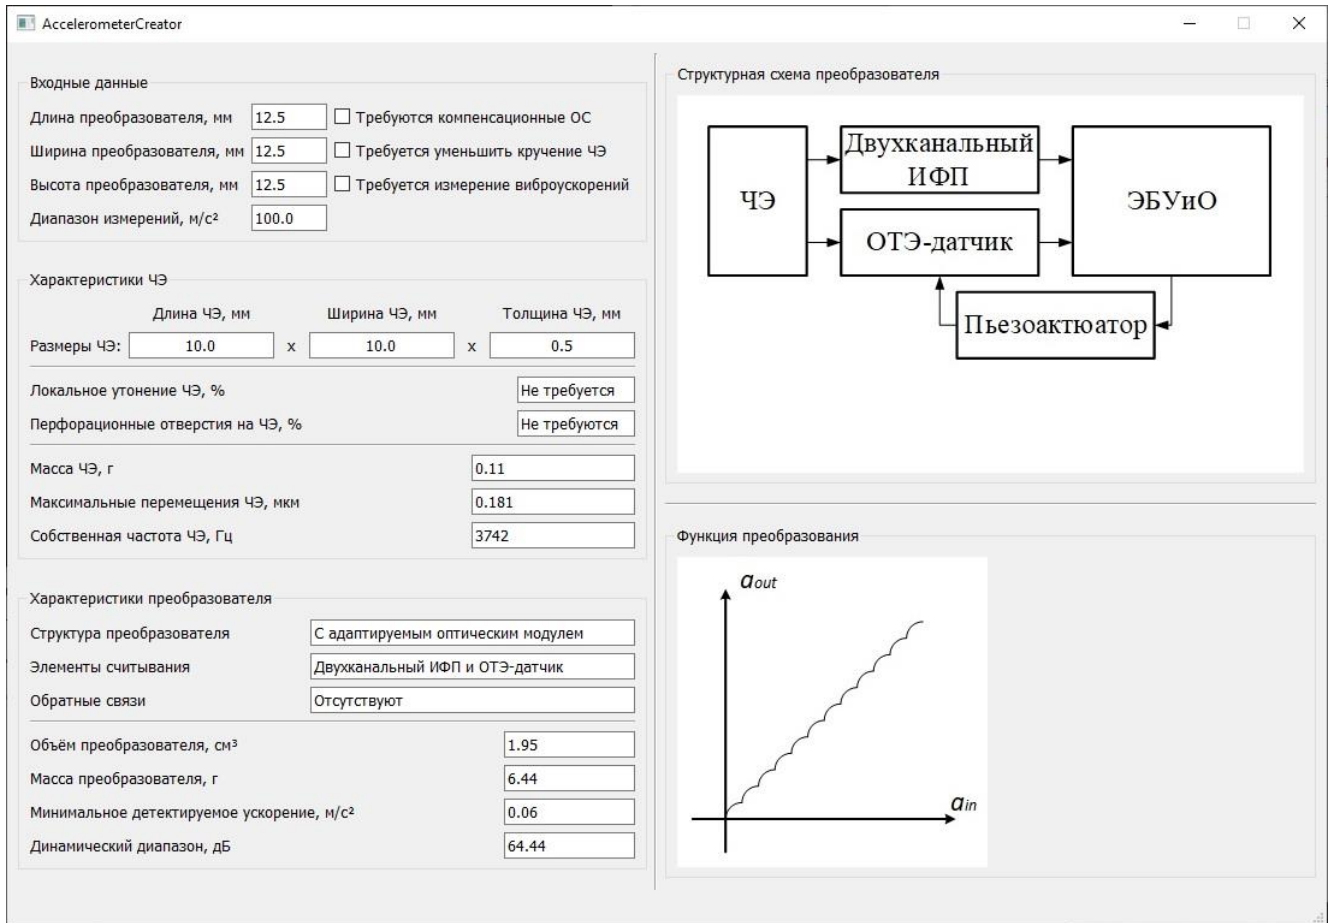 AccelerometerCreator
Входные данные
Длина преобразователя, мм 12.5 Требуются компенсационные ОС
Ширина преобразователя, мм 12.5 Требуется уменьшить кручение ЧЭ
Высота преобразователя, мм 12.5 Требуется измерение виброускорений
Диапазон измерений, м/с² 100.0
Характеристики ЧЭ
Длина ЧЭ, мм Ширина ЧЭ, мм Толщина ЧЭ, мм
Размеры ЧЭ: 10.0 x 10.0 x 0.5
Локальное утонение ЧЭ, % Не требуется
Перфорационные отверстия на ЧЭ, % Не требуются
Масса ЧЭ, г 0.11
Максимальные перемещения ЧЭ, мкм 0.181
Собственная частота ЧЭ, Гц 3742
Характеристики преобразователя
Структура преобразователя С адаптируемым оптическим модулем
Элементы считывания Двухканальный ИФП и ОТЭ-датчик
Обратные связи Отсутствуют
Объём преобразователя, см³ 1.95
Масса преобразователя, г 6.44
Минимальное детектируемое ускорение, м/с² 0.06
Динамический диапазон, дБ 64.44
Структурная схема преобразователя
ЧЭ
Двухканальный
ИФП
ОТЭ-датчик
ЭБУиО
Пьезоактюатор
Функция преобразования
aout
ain